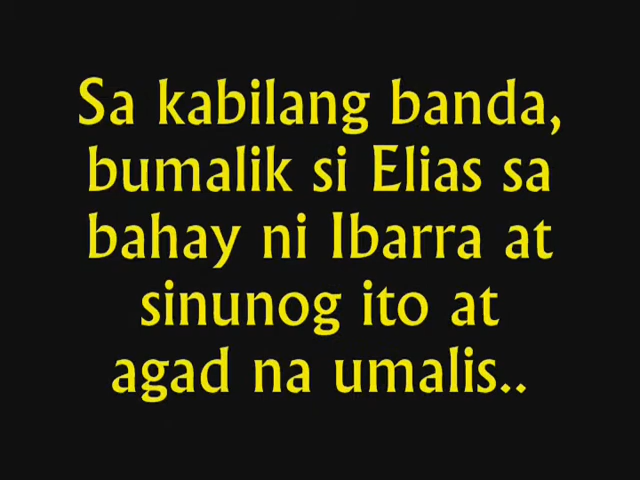 Sa kabilang banda,
bumalik si Elias sa
bahay ni Ibarra at
sinunog ito at
agad na umalis..